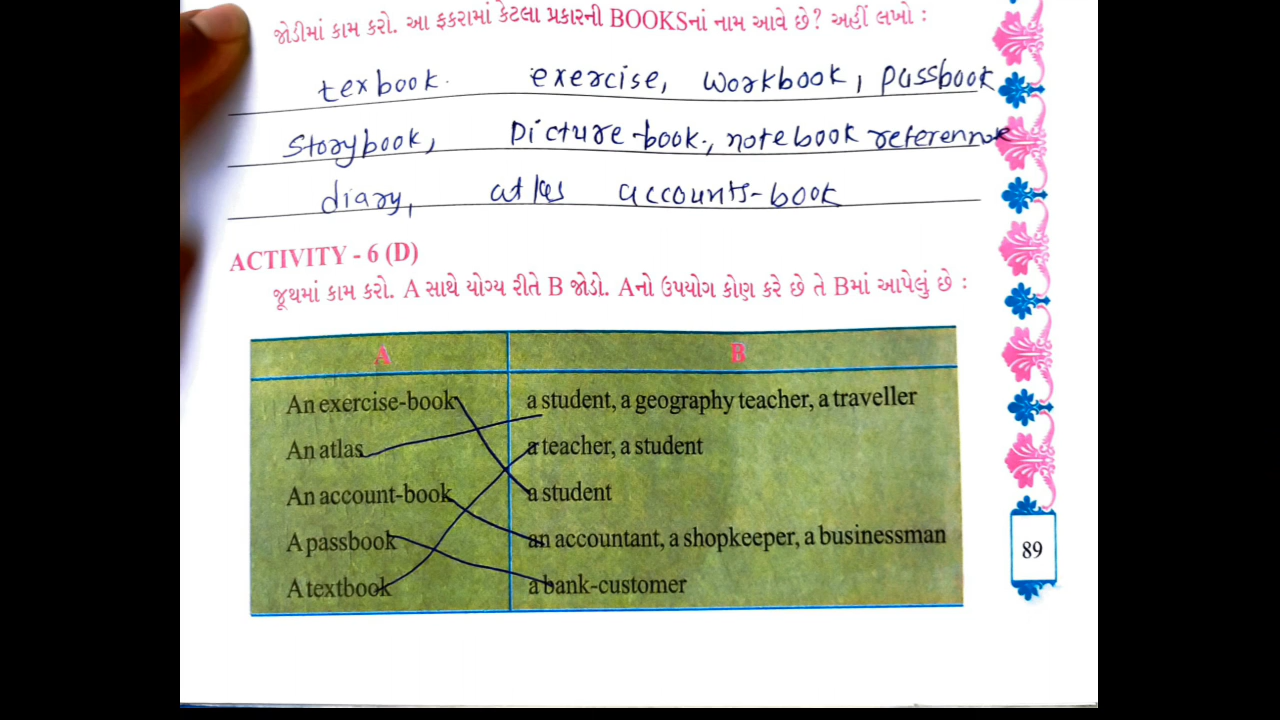 જોડીમાં કામ કરો. આ ફકરામાં કેટલા પ્રકારની BOOKSનાં નામ આવે છે? અહીં લખો :
texbook. exercise, workbook, passbook
Storybook, Picture-book., notebook
diary, atlas accounts-book
ACTIVITY - 6 (D)
જૂથમાં કામ કરો. A સાથે યોગ્ય રીતે B જોડો. Aનો ઉપયોગ કોણ કરે છે તે Bમાં આપેલું છે :
A B
An exercise-book a student, a geography teacher, a traveller
An atlas a teacher, a student
An account-book a student
A passbook an accountant, a shopkeeper, a businessman
A textbook a bank-customer
89